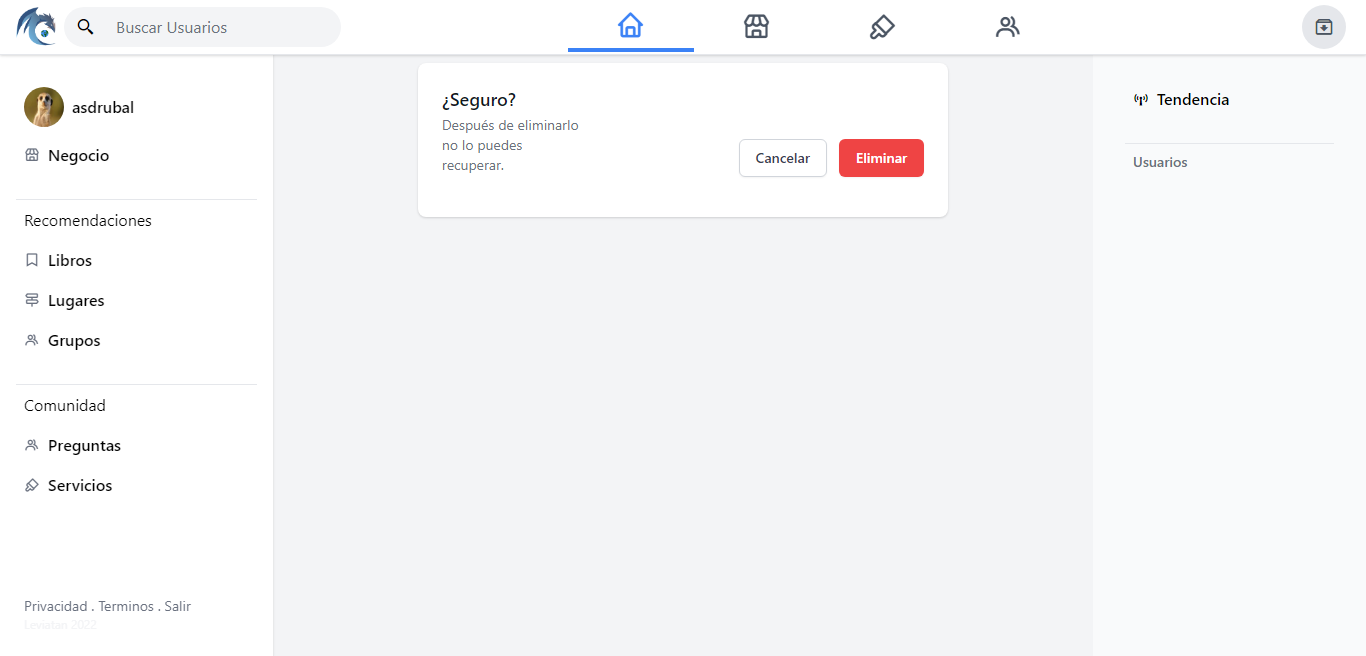 Buscar Usuarios
asdrubal
Negocio
Recomendaciones
Libros
Lugares
Grupos
Comunidad
Preguntas
Servicios
Privacidad . Terminos . Salir
Leviatan 2022
¿Seguro?
Después de eliminarlo
no lo puedes
recuperar.
Cancelar
Eliminar
Tendencia
Usuarios